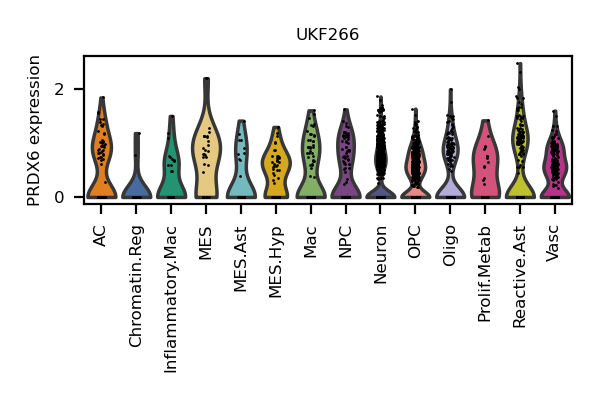 UKF266
PRDX6 expression
2
0
AC
Chromatin.Reg
Inflammatory.Mac
MES
MES.Ast
MES.Hyp
Mac
NPC
Neuron
OPC
Oligo
Prolif.Metab
Reactive.Ast
Vasc